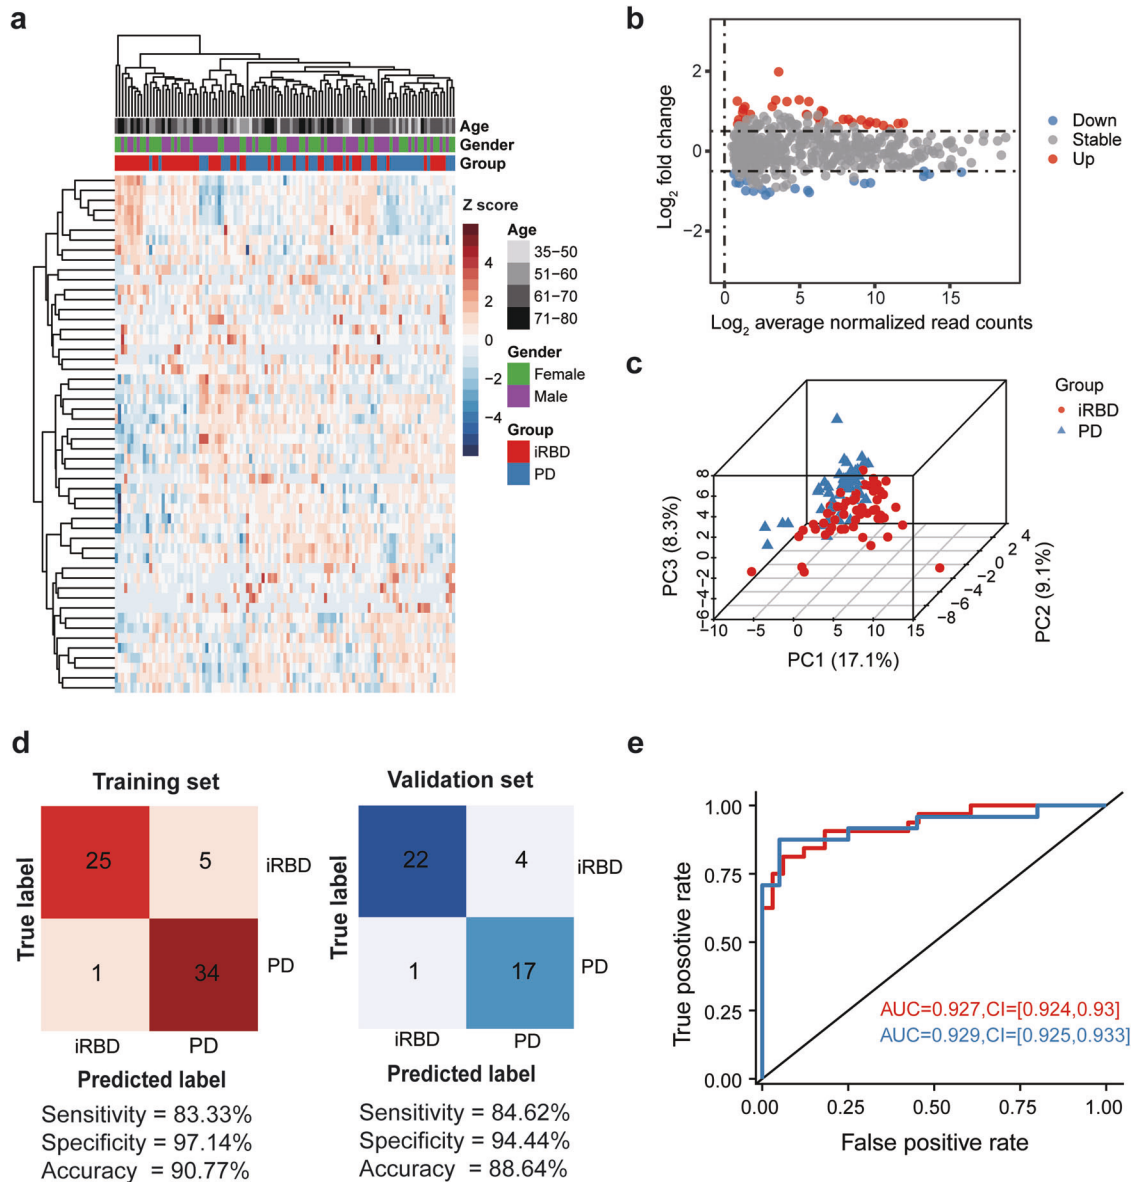 a
Age
Gender
Group
Z score
4
2
0
−2
−4
Age
35−50
51−60
61−70
71−80
Gender
Female
Male
Group
iRBD
PD
b
Log2 fold change
2
0
−2
0
5
10
15
Log2 average normalized read counts
Down
Stable
Up
c
Group
iRBD
PD
PC3 (8.3%)
8
6
4
2
0
−2
−4
−6
−10
−5
0
5
10
15
PC1 (17.1%)
−8
−6
−4
−2
0
2
4
PC2 (9.1%)
d
Training set
True label
25
5
iRBD
1
34
PD
iRBD
PD
Predicted label
Sensitivity = 83.33%
Specificity = 97.14%
Accuracy = 90.77%
Validation set
True label
22
4
iRBD
1
17
PD
iRBD
PD
Predicted label
Sensitivity = 84.62%
Specificity = 94.44%
Accuracy = 88.64%
e
True posotive rate
1.00
0.75
0.50
0.25
0.00
AUC=0.927,CI=[0.924,0.93]
AUC=0.929,CI=[0.925,0.933]
0.00
0.25
0.50
0.75
1.00
False positive rate